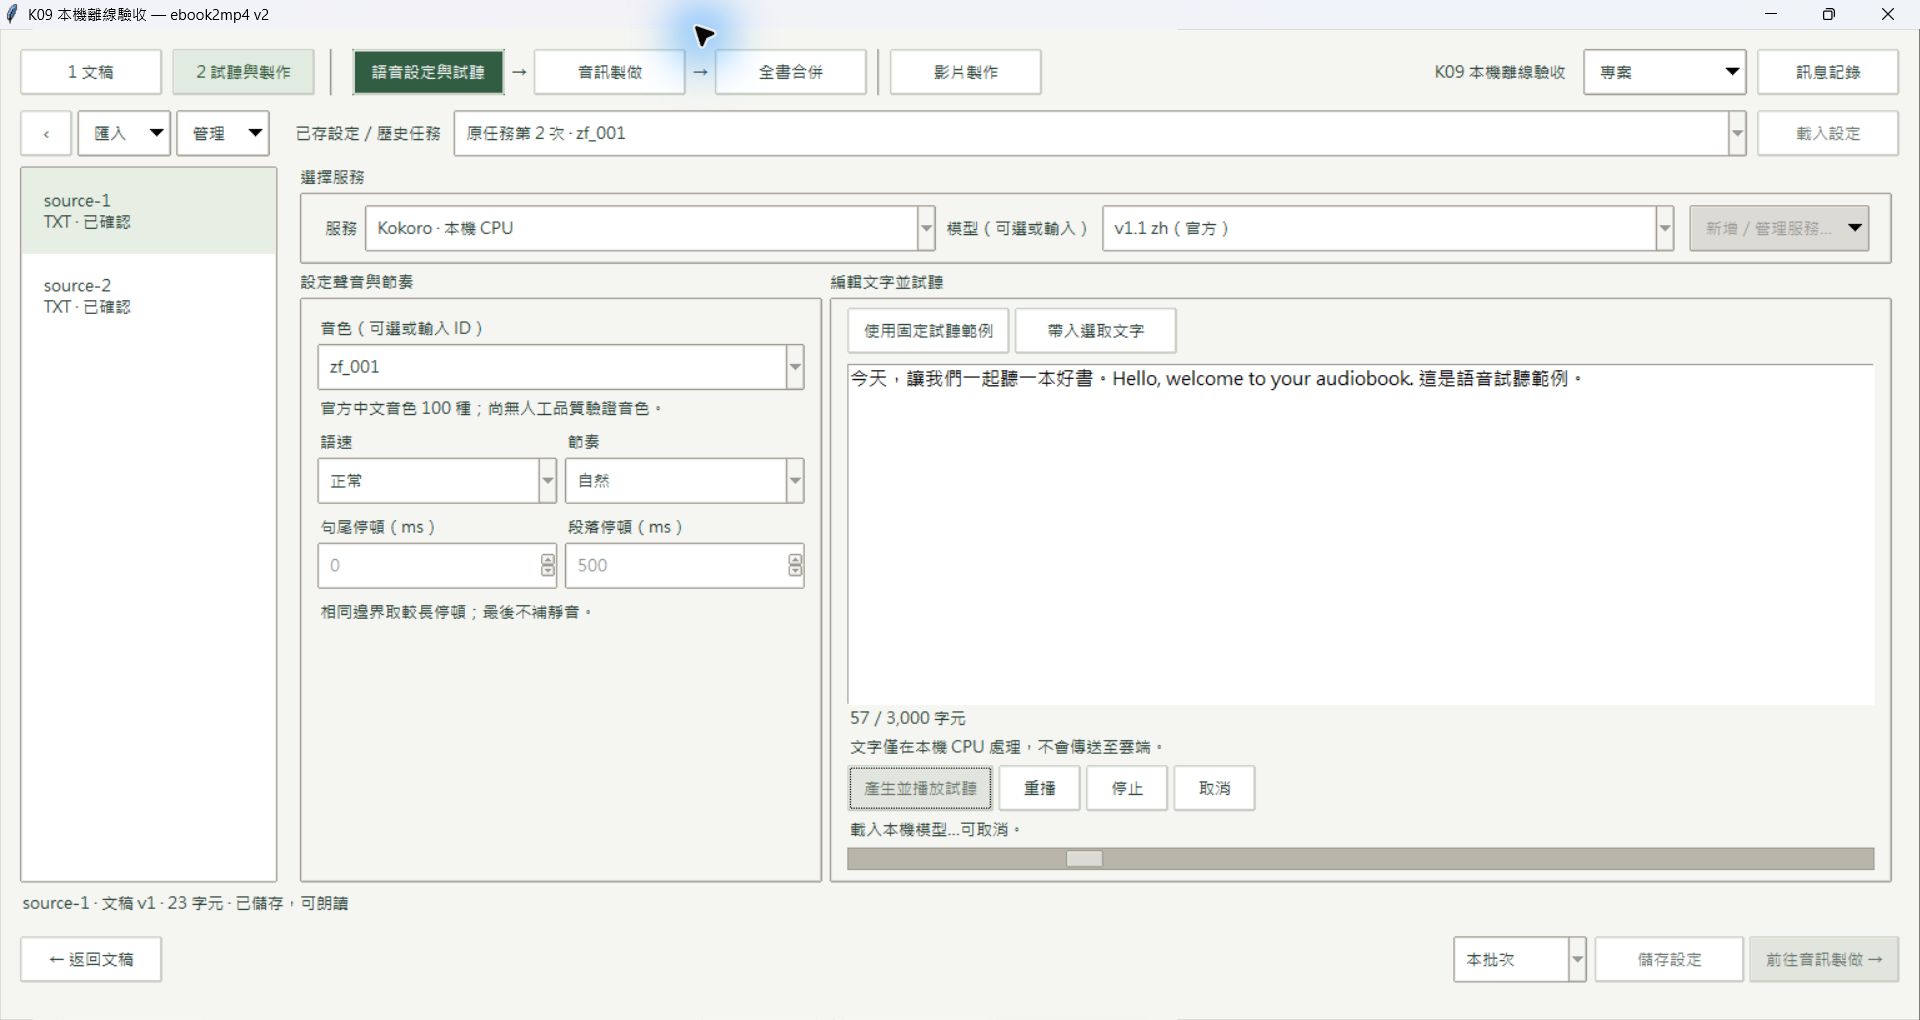 K09 本機離線驗收 — ebook2mp4 v2
1 文稿
2 試聽與製作
語音設定與試聽
→
音訊製做
→
全書合併
影片製作
K09 本機離線驗收
專案
訊息記錄
‹
匯入
管理
已存設定 / 歷史任務
原任務第 2 次 · zf_001
載入設定
source-1
TXT · 已確認
source-2
TXT · 已確認
選擇服務
服務
Kokoro · 本機 CPU
模型（可選或輸入）
v1.1 zh（官方）
新增 / 管理服務...
設定聲音與節奏
音色（可選或輸入 ID）
zf_001
官方中文音色 100 種；尚無人工品質驗證音色。
語速
節奏
正常
自然
句尾停頓（ms）
段落停頓（ms）
0
500
相同邊界取較長停頓；最後不補靜音。
編輯文字並試聽
使用固定試聽範例
帶入選取文字
今天，讓我們一起聽一本好書。Hello, welcome to your audiobook. 這是語音試聽範例。
57 / 3,000 字元
文字僅在本機 CPU 處理，不會傳送至雲端。
產生並播放試聽
重播
停止
取消
載入本機模型...可取消。
source-1 · 文稿 v1 · 23 字元 · 已儲存，可朗讀
← 返回文稿
本批次
儲存設定
前往音訊製做 →